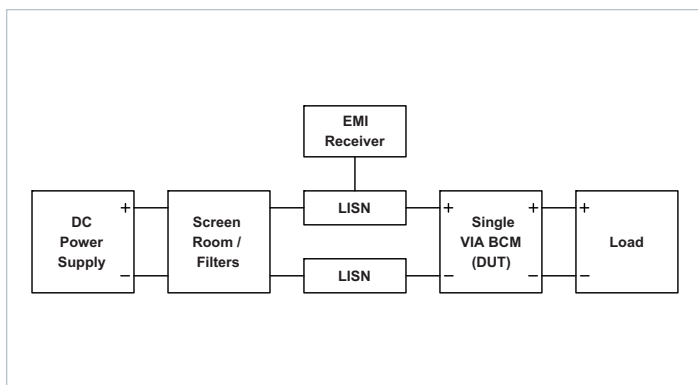 EMI
Receiver
+
DC
Power
Supply
−
Screen
Room /
Filters
LISN
LISN
+
−
Single
VIA BCM
(DUT)
+
−
+
−
Load